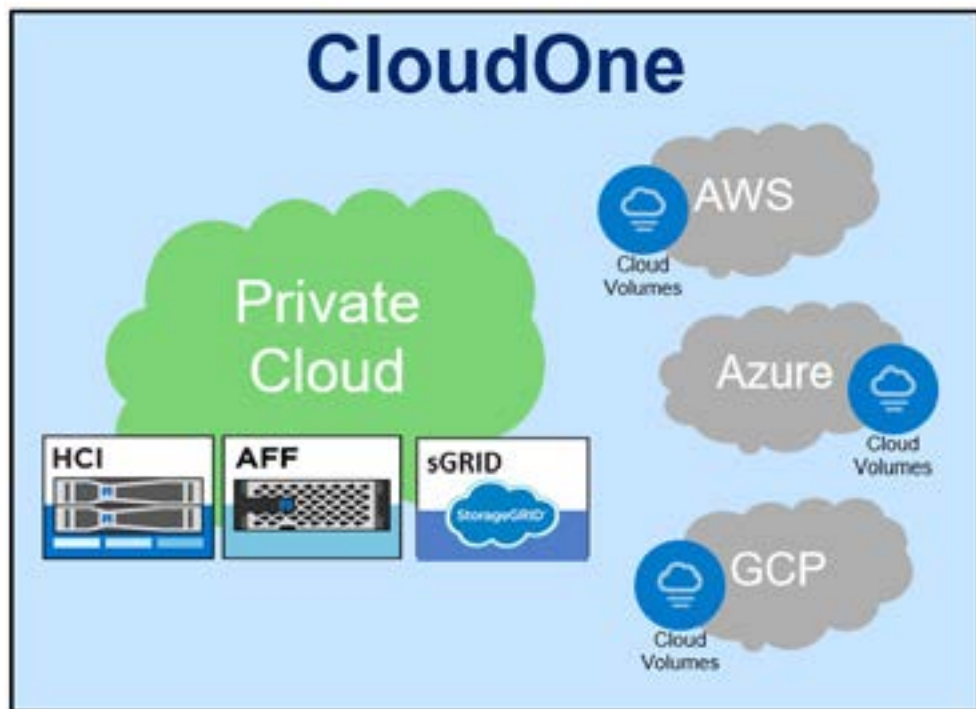 CloudOne
Private
Cloud
HCI
AFF
sGRID
StorageGRID
AWS
Cloud
Volumes
Azure
Cloud
Volumes
GCP
Cloud
Volumes